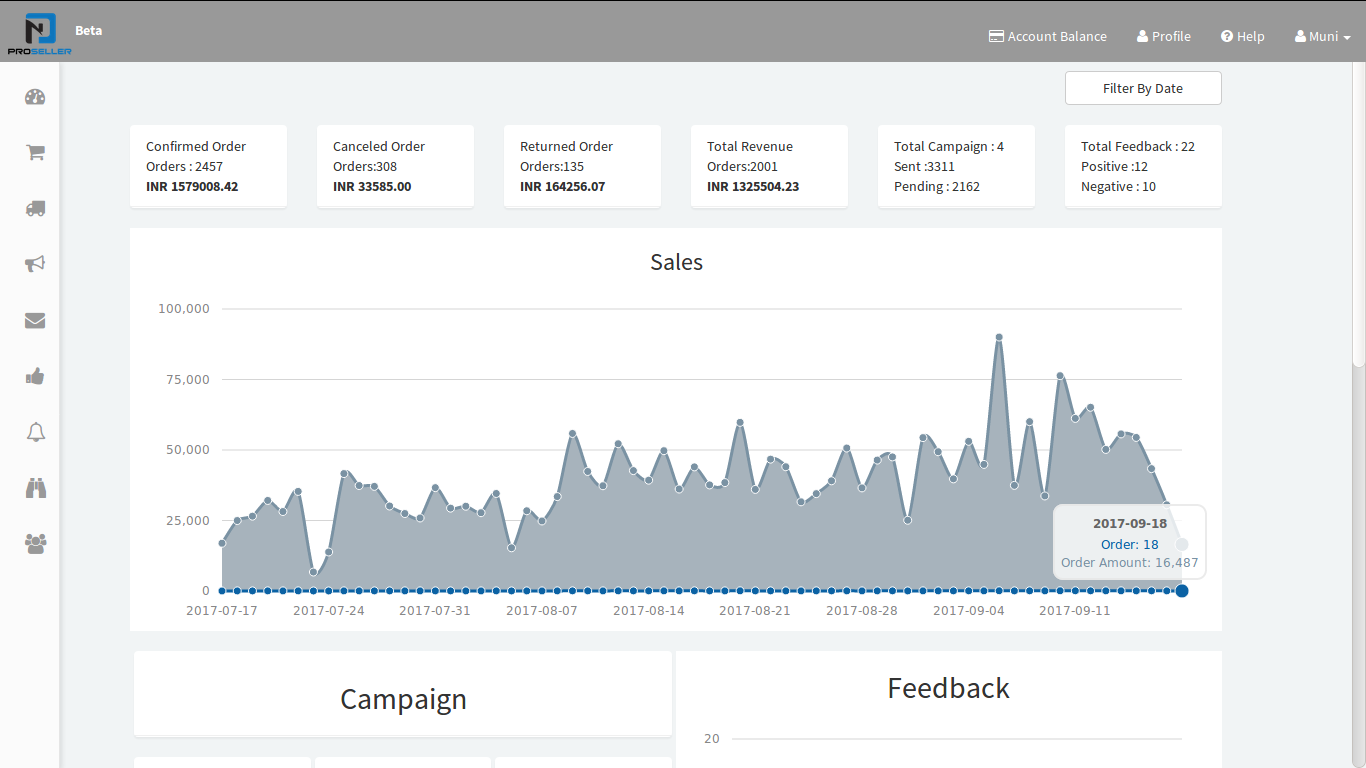 N
PROSELLER
Beta
Account Balance
Profile
Help
Muni
Filter By Date
Confirmed Order
Orders : 2457
INR 1579008.42
Canceled Order
Orders:308
INR 33585.00
Returned Order
Orders:135
INR 164256.07
Total Revenue
Orders:2001
INR 1325504.23
Total Campaign : 4
Sent :3311
Pending : 2162
Total Feedback : 22
Positive :12
Negative : 10
Sales
100,000
75,000
50,000
25,000
0
2017-09-18
Order: 18
Order Amount: 16,487
2017-07-17
2017-07-24
2017-07-31
2017-08-07
2017-08-14
2017-08-21
2017-08-28
2017-09-04
2017-09-11
Campaign
Feedback
20